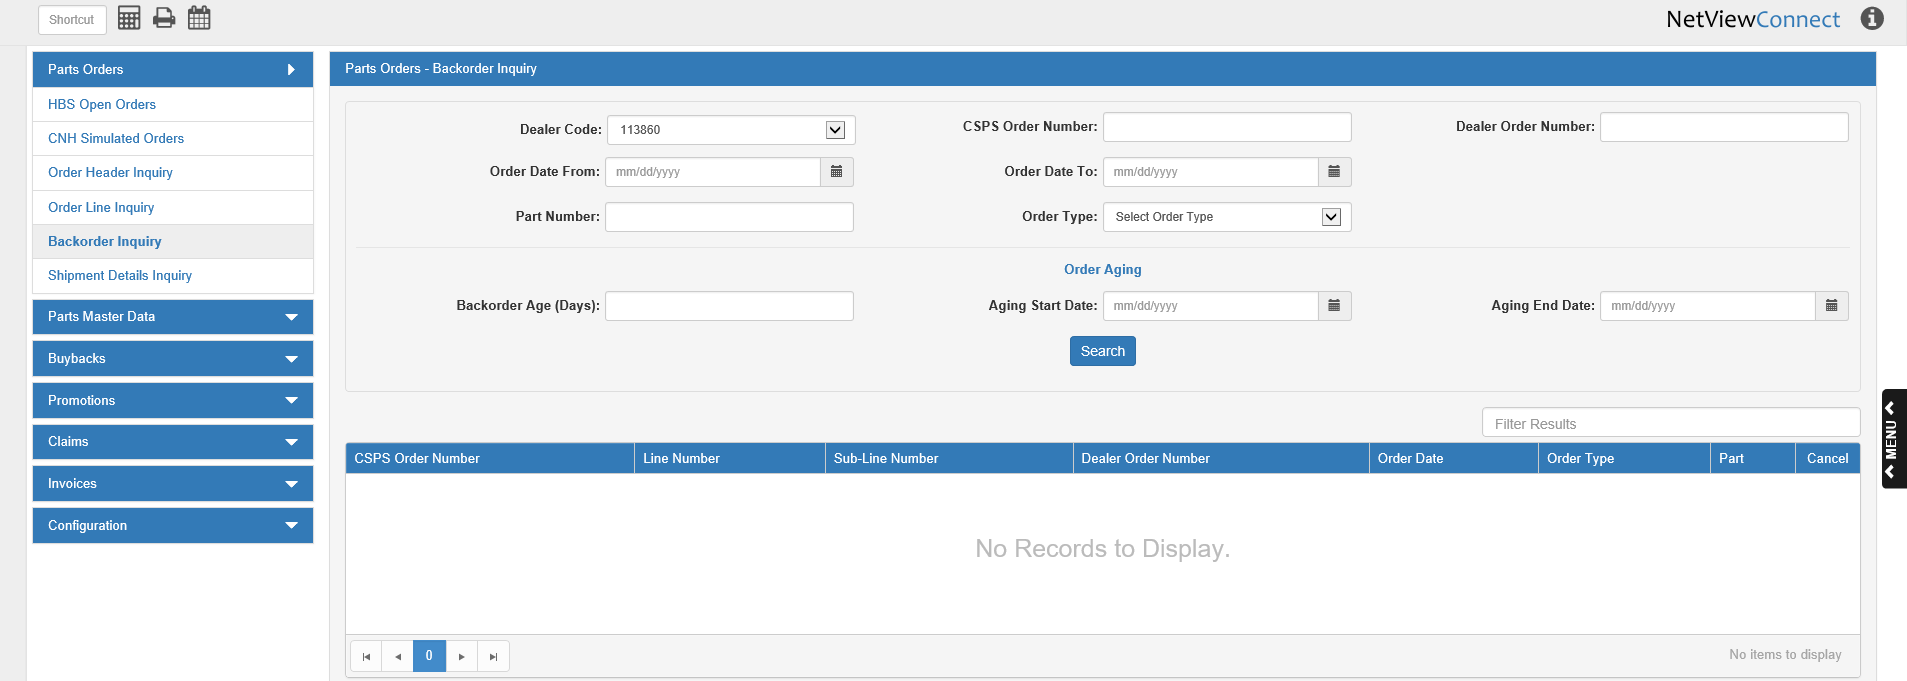 Shortcut
NetViewConnect
Parts Orders
HBS Open Orders
CNH Simulated Orders
Order Header Inquiry
Order Line Inquiry
Backorder Inquiry
Shipment Details Inquiry
Parts Master Data
Buybacks
Promotions
Claims
Invoices
Configuration
Parts Orders - Backorder Inquiry
Dealer Code: 113860 CSPS Order Number: Dealer Order Number:
Order Date From: mm/dd/yyyy Order Date To: mm/dd/yyyy
Part Number: Order Type: Select Order Type
Order Aging
Backorder Age (Days): Aging Start Date: mm/dd/yyyy Aging End Date: mm/dd/yyyy
Search
Filter Results
CSPS Order Number Line Number Sub-Line Number Dealer Order Number Order Date Order Type Part Cancel
No Records to Display.
0 No items to display
MENU